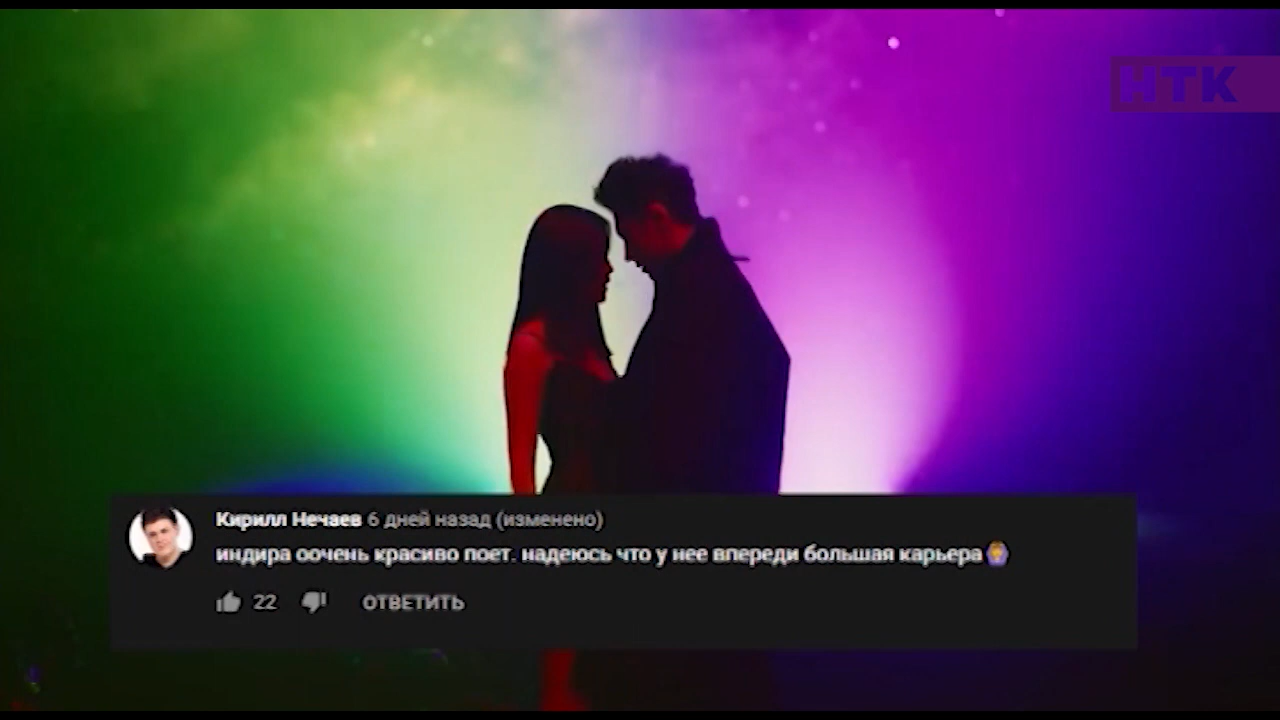 НТК
Кирилл Нечаев 6 дней назад (изменено)
индира оочень красиво поет. надеюсь что у нее впереди большая карьера
22 ОТВЕТИТЬ